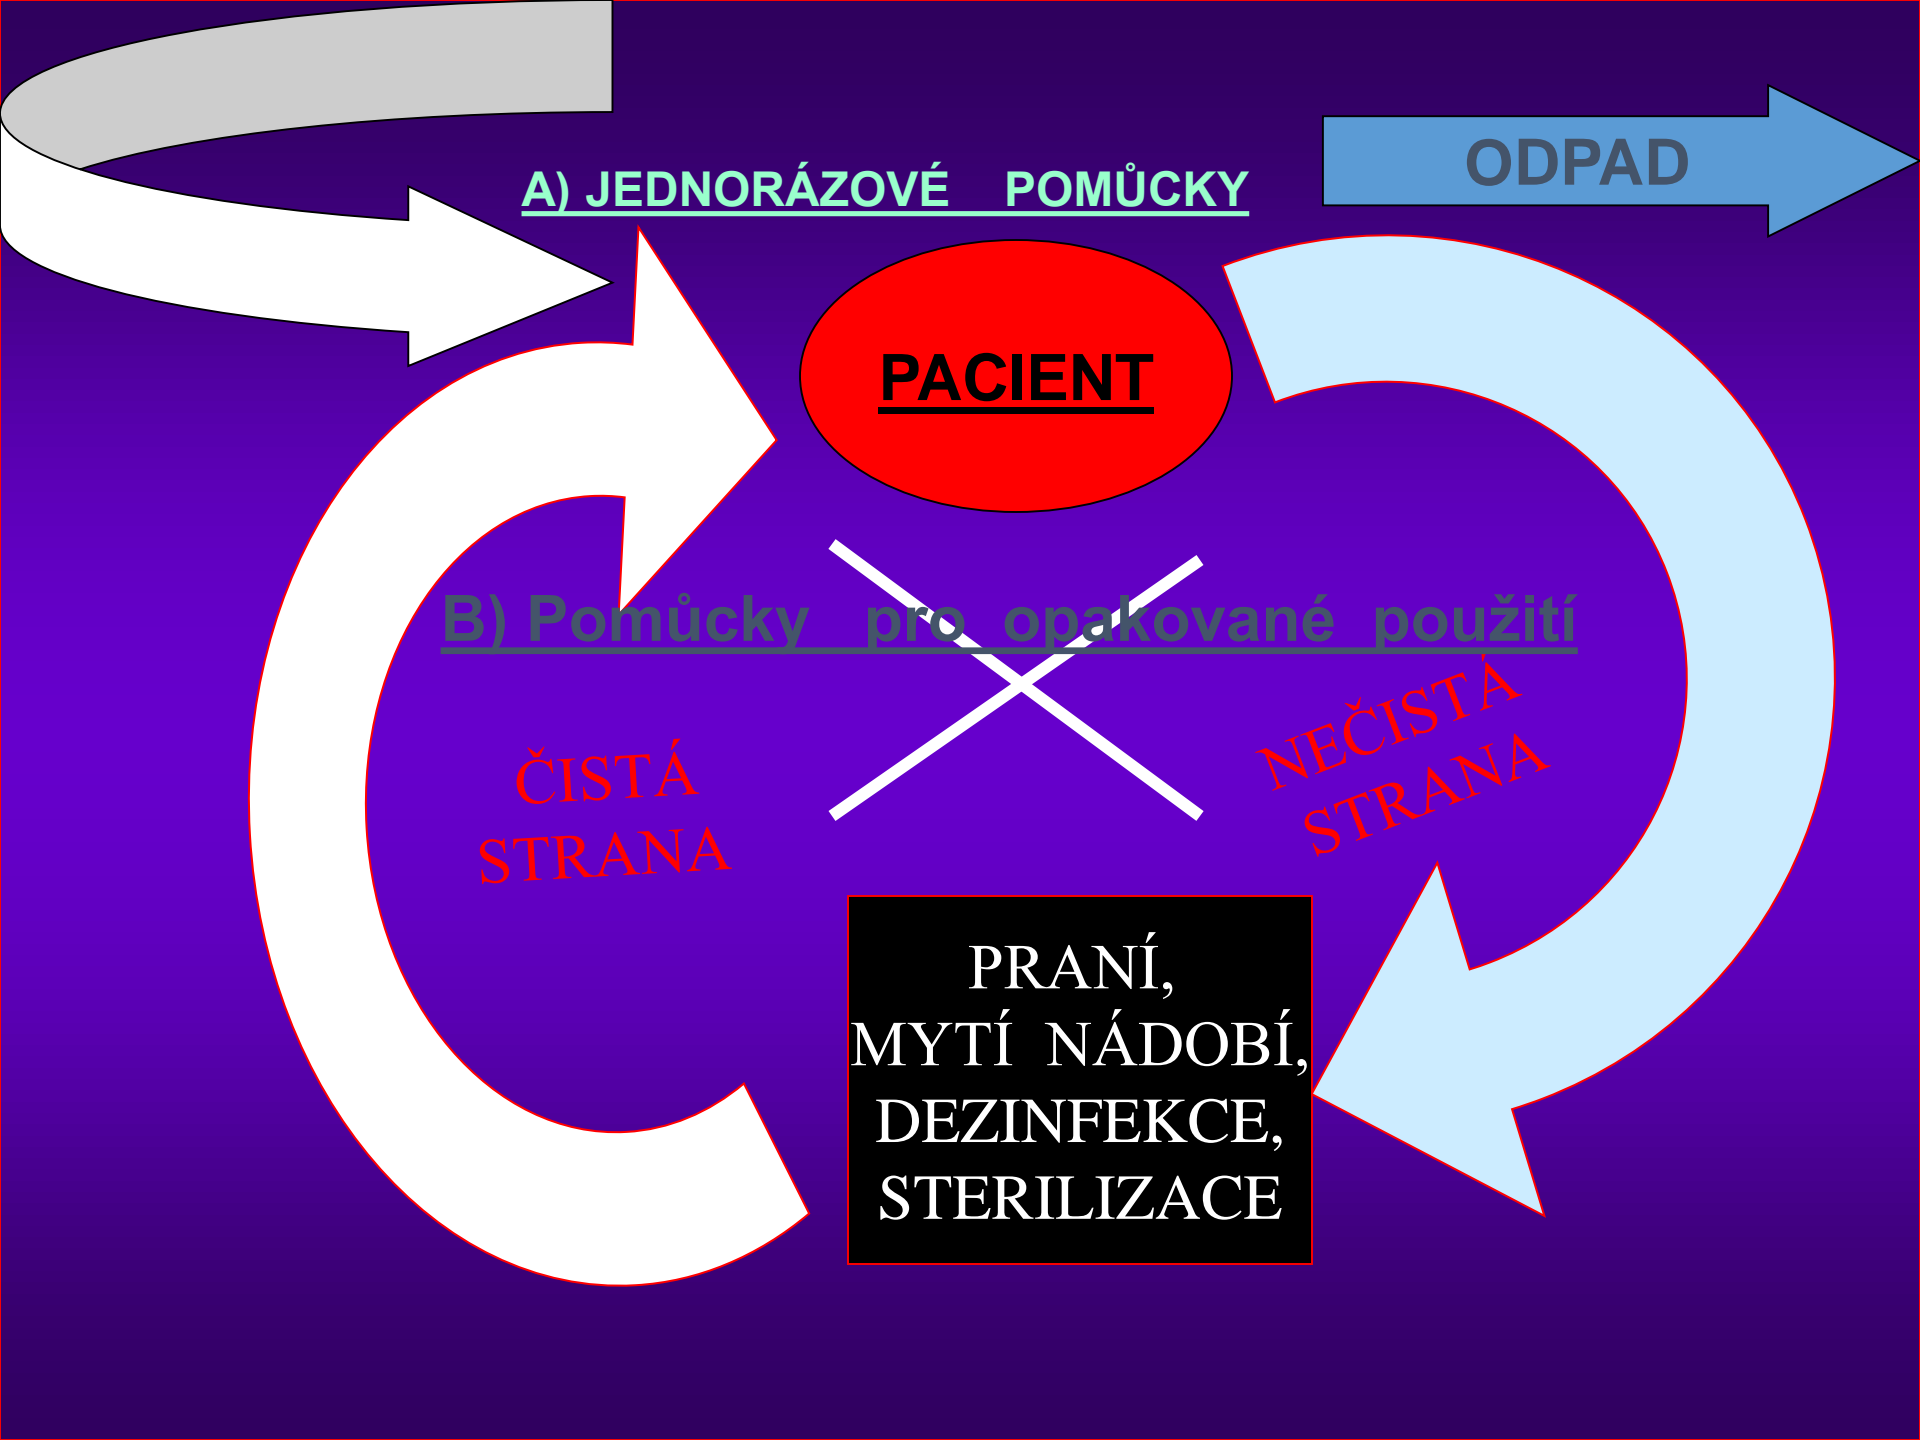 ODPAD
A) JEDNORÁZOVÉ POMŮCKY
PACIENT
B) Pomůcky pro opakované použití
ČISTÁ
STRANA
NEČISTÁ
STRANA
PRANÍ,
MYTÍ NÁDOBÍ,
DEZINFEKCE,
STERILIZACE